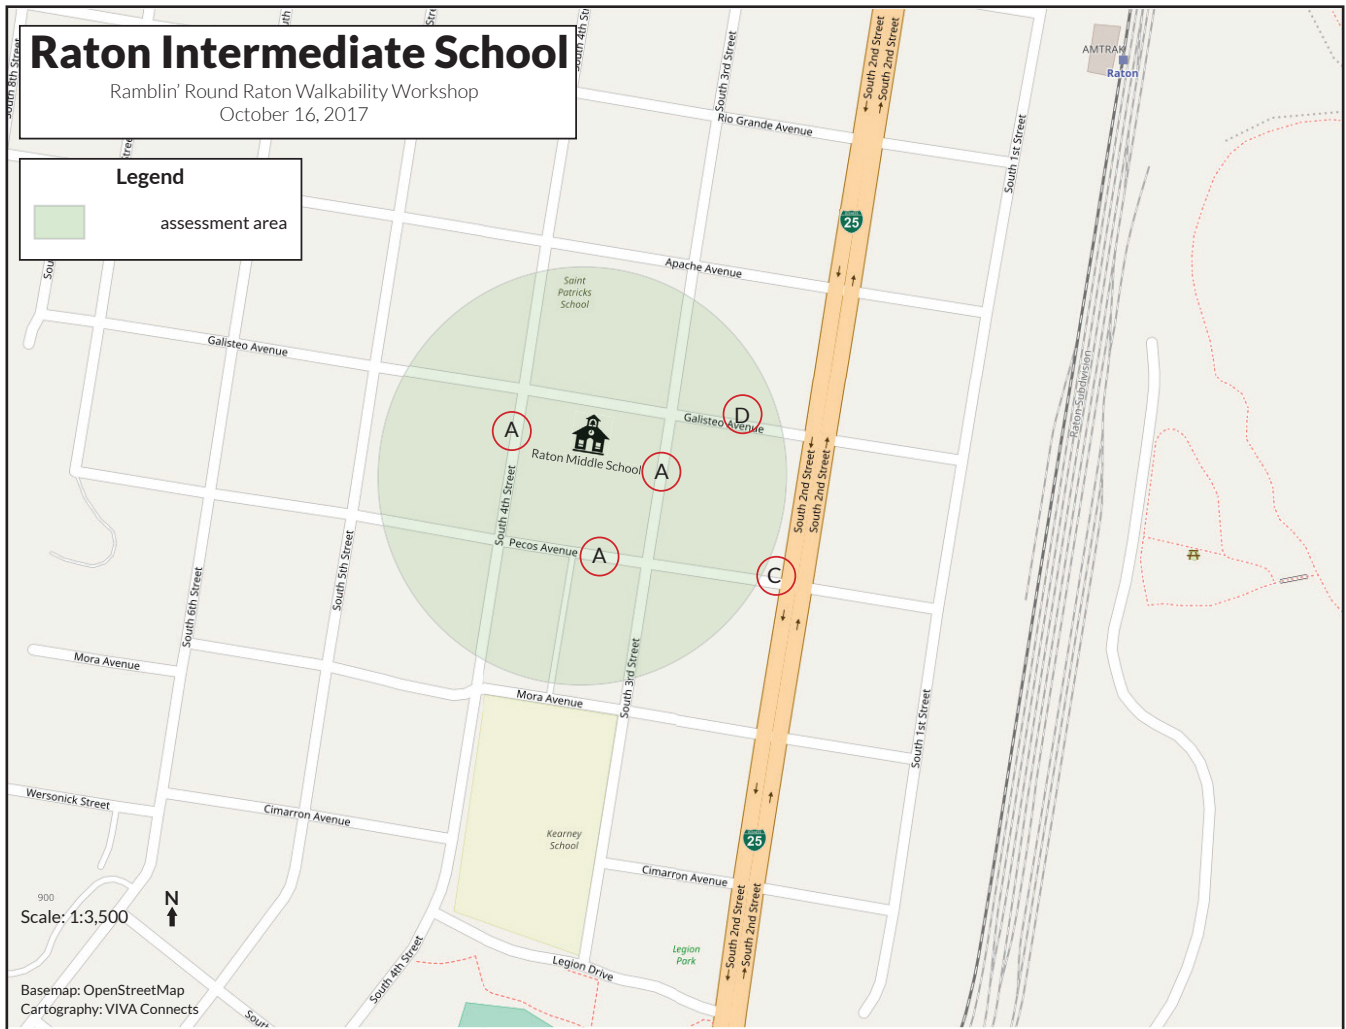 Raton Intermediate School
Ramblin' Round Raton Walkability Workshop
October 16, 2017
Legend
assessment area
South 8th Street
South 4th St
South 3rd Street
South 2nd Street
South 2nd Street
AMTRAK
Raton
Rio Grande Avenue
South 1st Street
25
Apache Avenue
Saint
Patricks
School
Galisteo Avenue
Raton Subdivision
D
Galisteo Avenue
A
Raton Middle School
A
South 4th Street
South 2nd Street
South 2nd Street
Pecos Avenue
A
C
South 5th Street
South 6th Street
Mora Avenue
South 3rd Street
Mora Avenue
South 1st Street
Wersonick Street
Cimarron Avenue
Kearney
School
25
Cimarron Avenue
900
N
Scale: 1:3,500
South 2nd Street
South 2nd Street
Legion
Park
Legion Drive
South 4th Street
Basemap: OpenStreetMap
Cartography: VIVA Connects
South